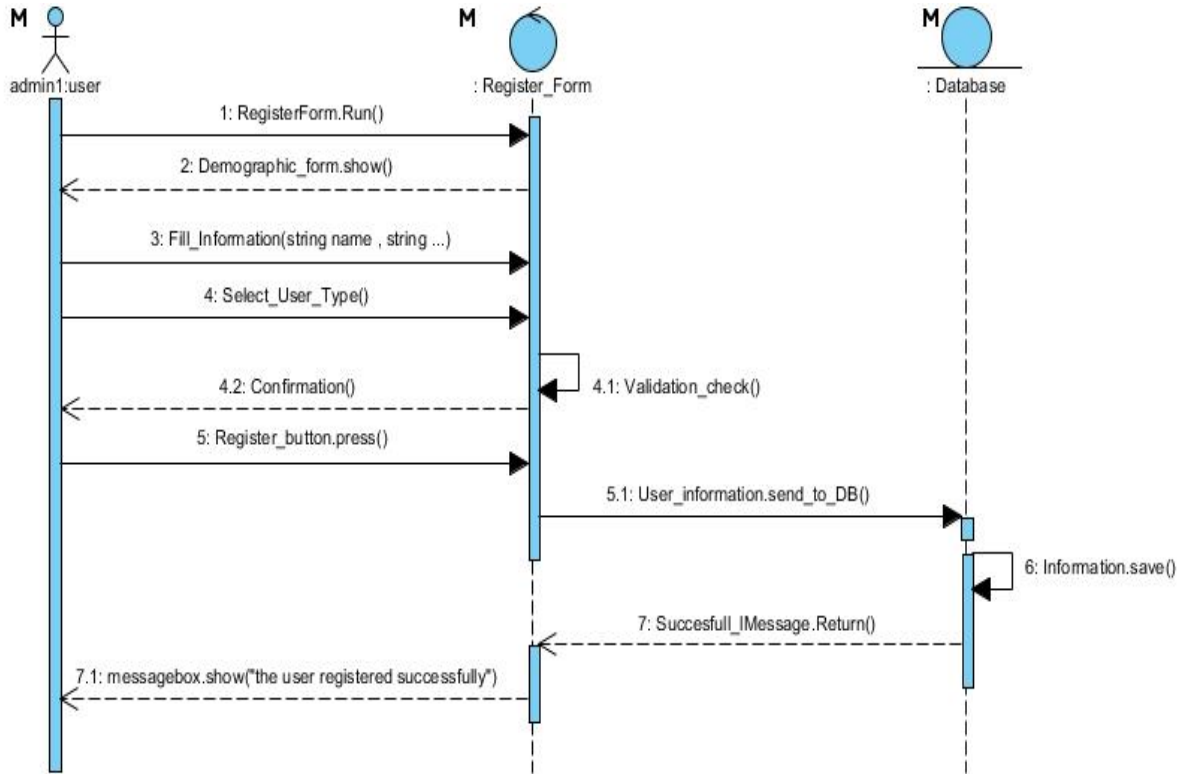 M
M
M
admin1:user
: Register_Form
: Database
1: RegisterForm.Run()
2: Demographic_form.show()
3: Fill_Information(string name , string ...)
4: Select_User_Type()
4.1: Validation_check()
4.2: Confirmation()
5: Register_button.press()
5.1: User_information.send_to_DB()
6: Information.save()
7: Succesfull_lMessage.Return()
7.1: messagebox.show("the user registered successfully")